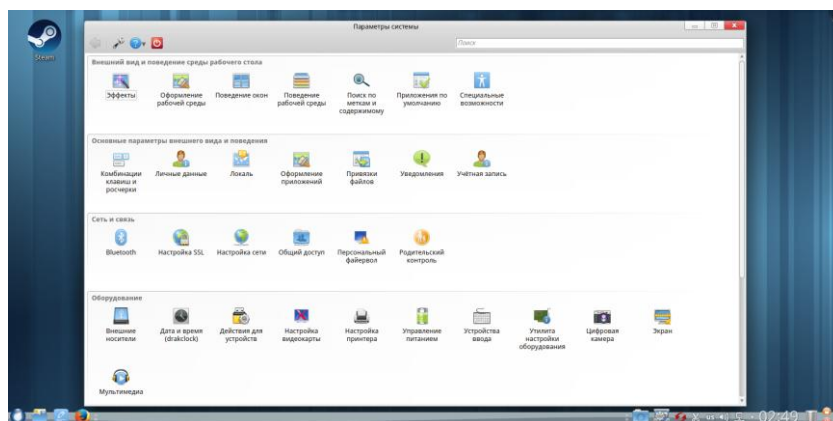 Параметры системы
Steam
Поиск
Внешний вид и поведение среды рабочего стола
Эффекты
Оформление
рабочей среды
Поведение окон
Поведение
рабочей среды
Поиск по
меткам и
содержимому
Приложения по
умолчанию
Специальные
возможности
Основные параметры внешнего вида и поведения
Комбинации
клавиш и
росчерки
Личные данные
Локаль
Оформление
приложений
Привязки
файлов
Уведомления
Учётная запись
Сеть и связь
Bluetooth
Настройка SSL
Настройка сети
Общий доступ
Персональный
файервол
Родительский
контроль
Оборудование
Внешние
носители
Дата и время
(drakclock)
Действия для
устройств
Настройка
видеокарты
Настройка
принтера
Управление
питанием
Устройства
ввода
Утилита
настройки
оборудования
Цифровая
камера
Экран
Мультимедиа
us
02:49